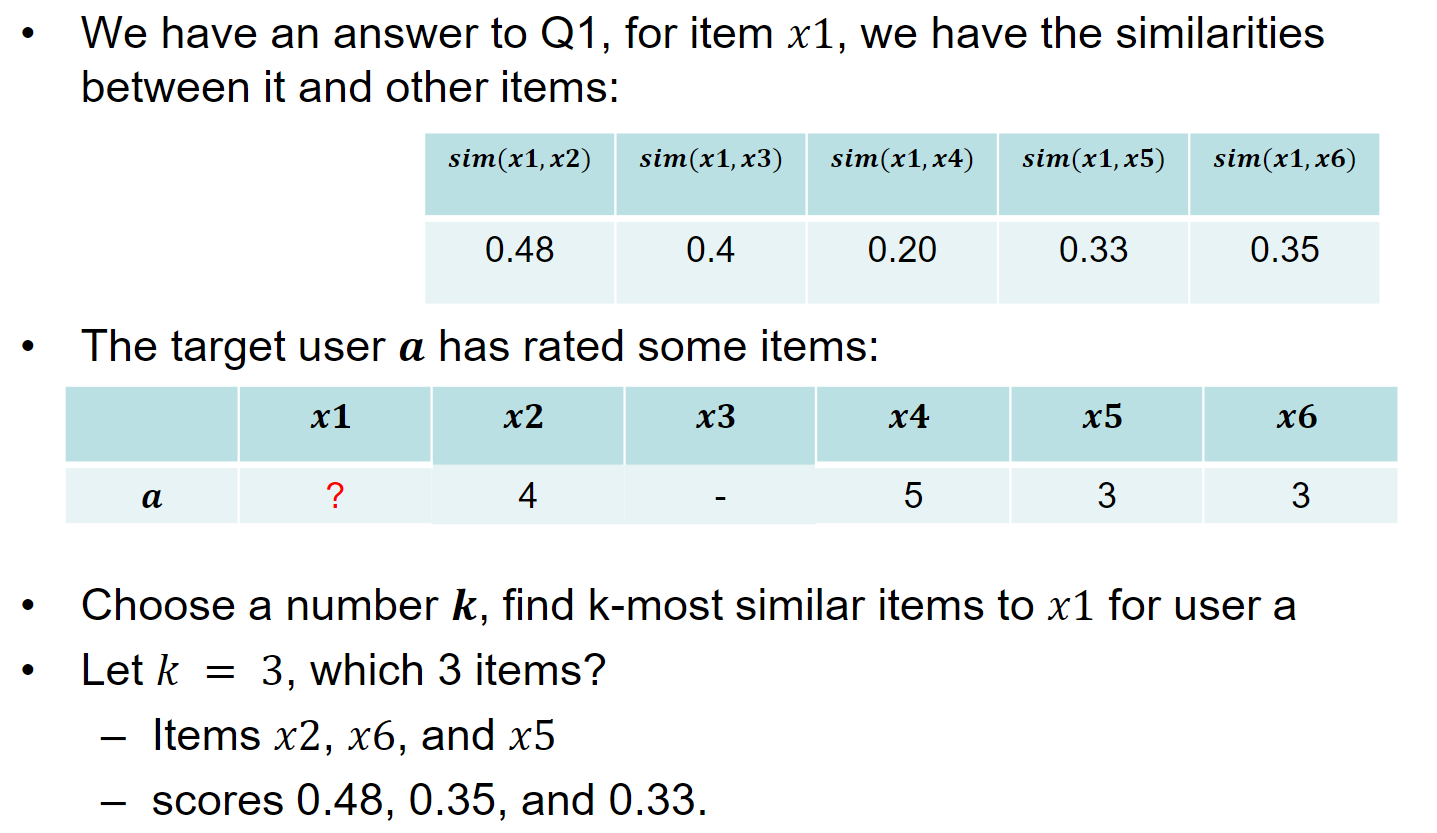 • We have an answer to Q1, for item x1, we have the similarities
between it and other items:
sim(x1, x2) sim(x1, x3) sim(x1, x4) sim(x1, x5) sim(x1, x6)
0.48 0.4 0.20 0.33 0.35
• The target user a has rated some items:
x1 x2 x3 x4 x5 x6
a ? 4 - 5 3 3
• Choose a number k, find k-most similar items to x1 for user a
• Let k = 3, which 3 items?
– Items x2, x6, and x5
– scores 0.48, 0.35, and 0.33.